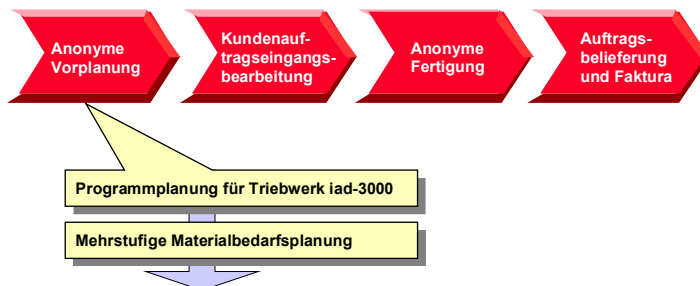 Anonyme
Vorplanung
Kundenauf-
tragseingangs-
bearbeitung
Anonyme
Fertigung
Auftrags-
belieferung
und Faktura
Programmplanung für Triebwerk iad-3000
Mehrstufige Materialbedarfsplanung